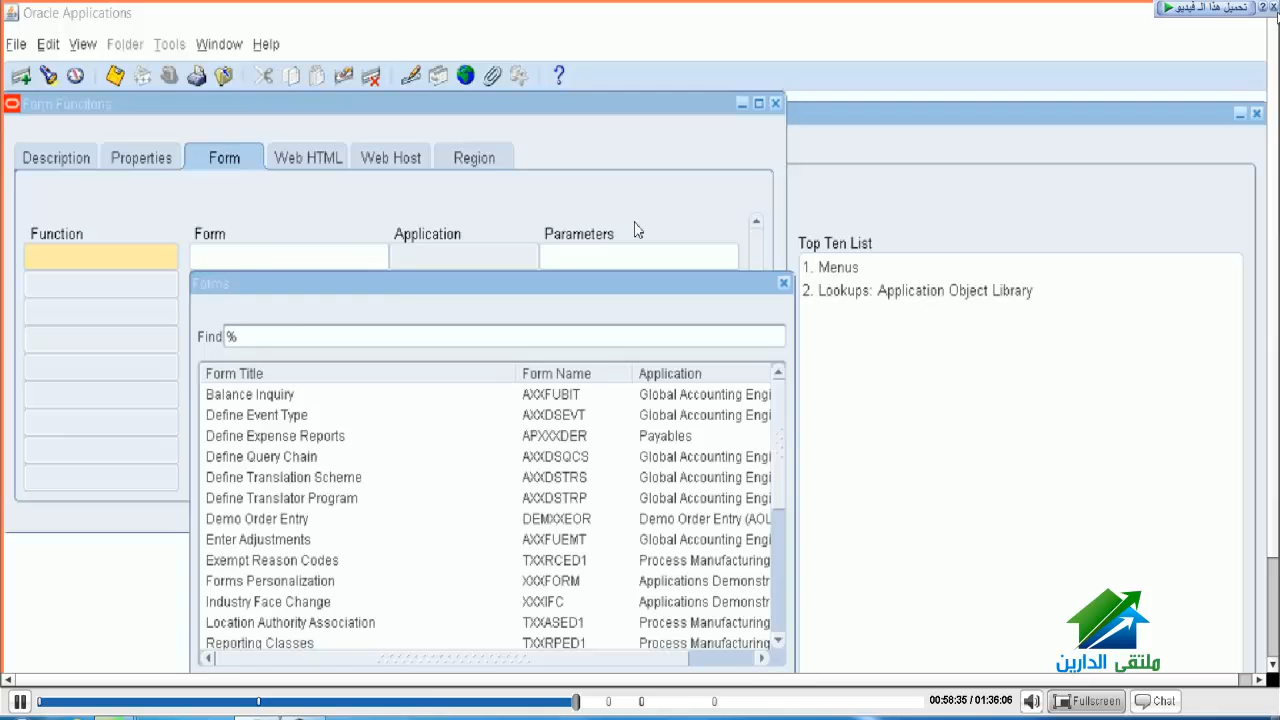 Oracle Applications
تحميل هذا الـ فيديو
File Edit View Folder Tools Window Help
Form Functions
Description Properties Form Web HTML Web Host Region
Function Form Application Parameters
Top Ten List
1. Menus
2. Lookups: Application Object Library
Forms
Find %
Form Title Form Name Application
Balance Inquiry AXXFUBIT Global Accounting Engi
Define Event Type AXXDSEVT Global Accounting Engi
Define Expense Reports APXXXDER Payables
Define Query Chain AXXDSQCS Global Accounting Engi
Define Translation Scheme AXXDSTRS Global Accounting Engi
Define Translator Program AXXDSTRP Global Accounting Engi
Demo Order Entry DEMXXEOR Demo Order Entry (AOL
Enter Adjustments AXXFUEMT Global Accounting Engi
Exempt Reason Codes TXXRCED1 Process Manufacturing
Forms Personalization XXXFORM Applications Demonstr
Industry Face Change XXXIFC Applications Demonstr
Location Authority Association TXXASED1 Process Manufacturing
Reporting Classes TXXRPED1 Process Manufacturing
ملتقى الدارين
0 0 0 00:58:35 / 01:36:06 Fullscreen Chat